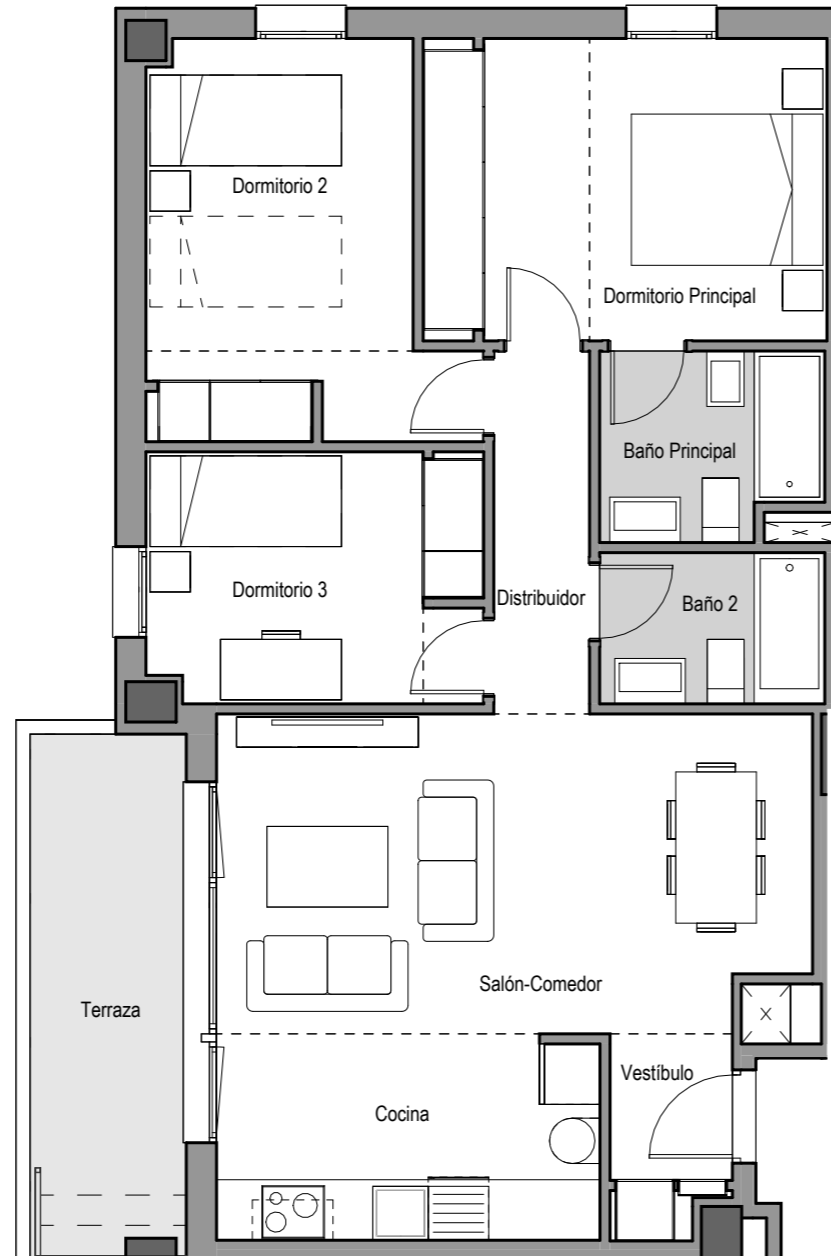 Dormitorio 2
Dormitorio Principal
Baño Principal
Dormitorio 3
Distribuidor
Baño 2
Salón-Comedor
Terraza
Vestíbulo
Cocina